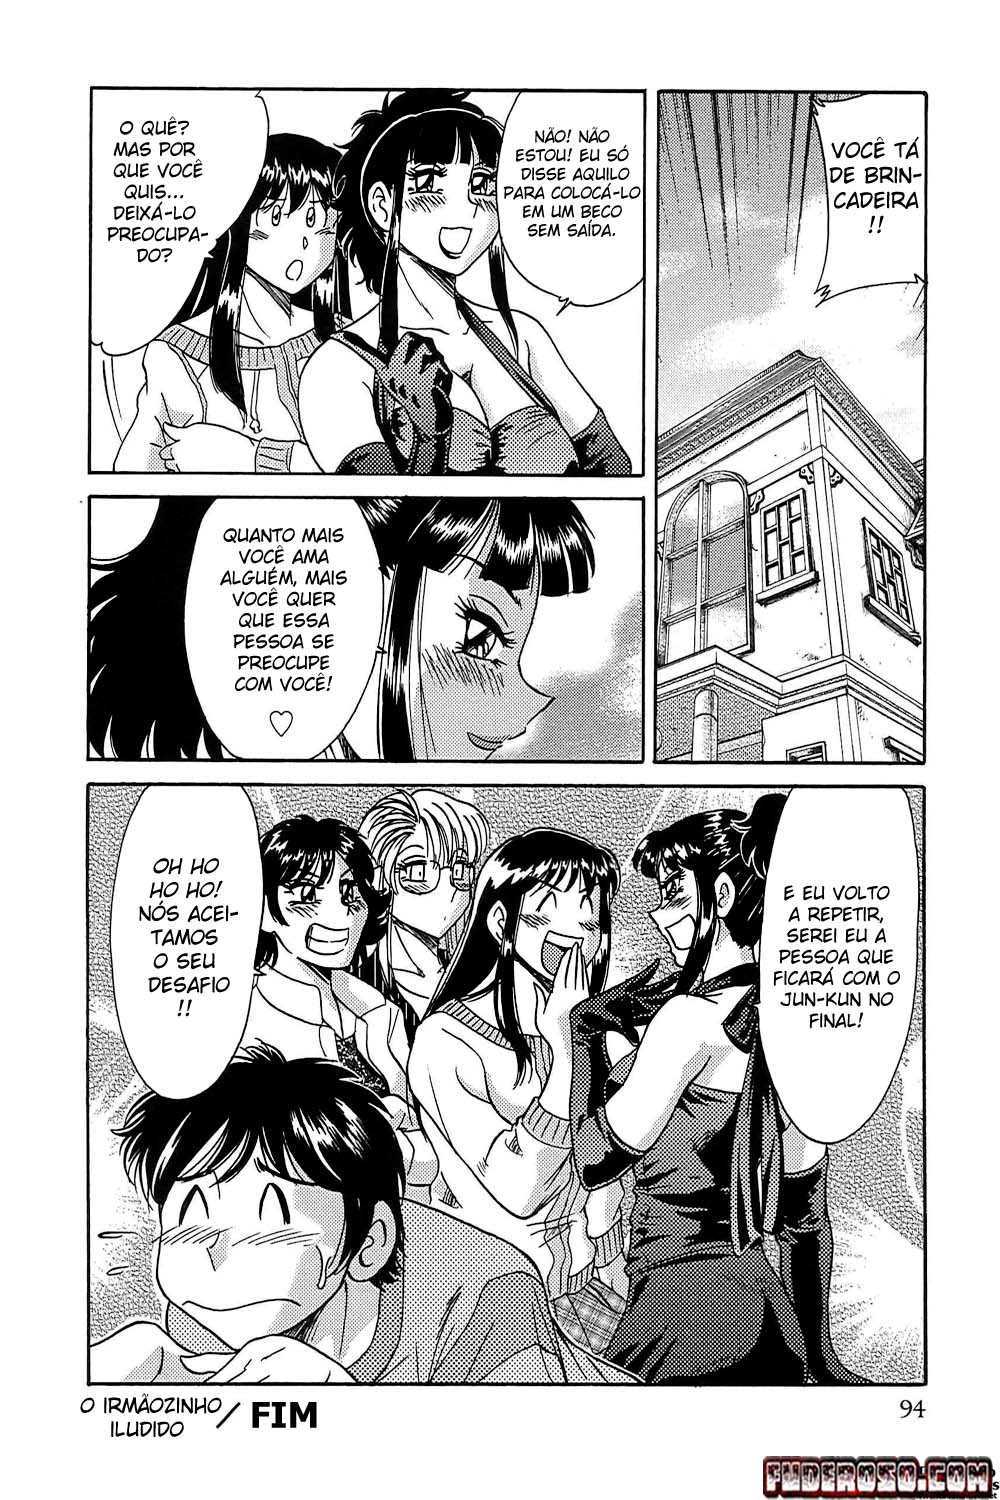 VOCÊ TÁ
DE BRIN-
CADEIRA
!!
NÃO! NÃO
ESTOU! EU SÓ
DISSE AQUILO
PARA COLOCÁ-LO
EM UM BECO
SEM SAÍDA.
O QUÊ?
MAS POR
QUE VOCÊ
QUIS...
DEIXÁ-LO
PREOCUPA-
DO?
QUANTO MAIS
VOCÊ AMA
ALGUÉM, MAIS
VOCÊ QUER
QUE ESSA
PESSOA SE
PREOCUPE
COM VOCÊ!
♡
E EU VOLTO
A REPETIR,
SEREI EU A
PESSOA QUE
FICARÁ COM O
JUN-KUN NO
FINAL!
OH HO
HO HO!
NÓS ACEI-
TAMOS
O SEU
DESAFIO
!!
O IRMÃOZINHO
ILUDIDO / FIM
94
FUDEROSO.COM